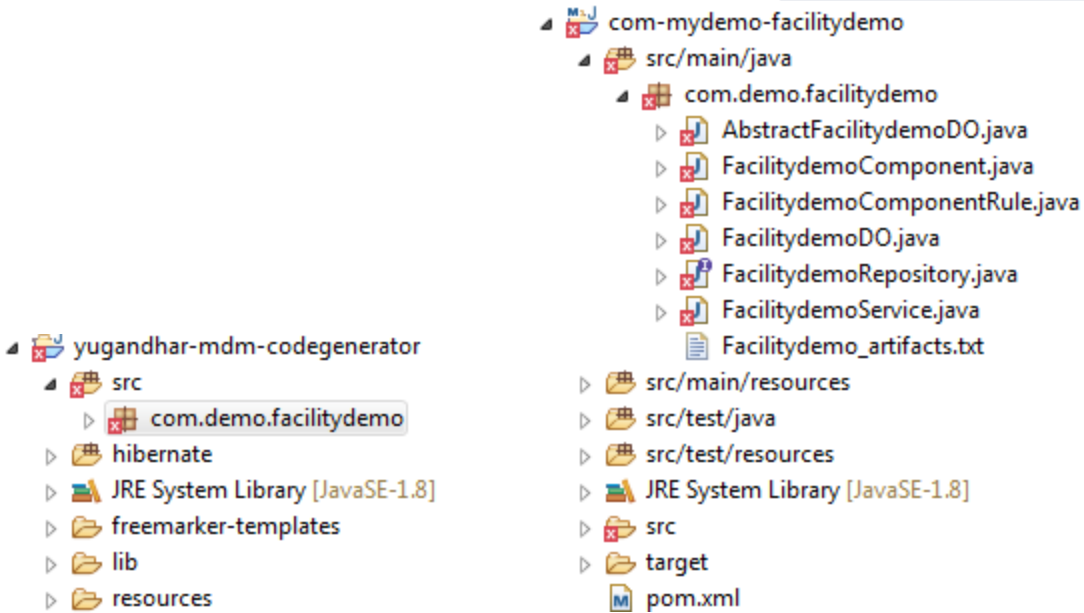 yugandhar-mdm-codegenerator
src
com.demo.facilitydemo
hibernate
JRE System Library [JavaSE-1.8]
freemarker-templates
lib
resources
com-mydemo-facilitydemo
src/main/java
com.demo.facilitydemo
AbstractFacilitydemoDO.java
FacilitydemoComponent.java
FacilitydemoComponentRule.java
FacilitydemoDO.java
FacilitydemoRepository.java
FacilitydemoService.java
Facilitydemo_artifacts.txt
src/main/resources
src/test/java
src/test/resources
JRE System Library [JavaSE-1.8]
src
target
pom.xml